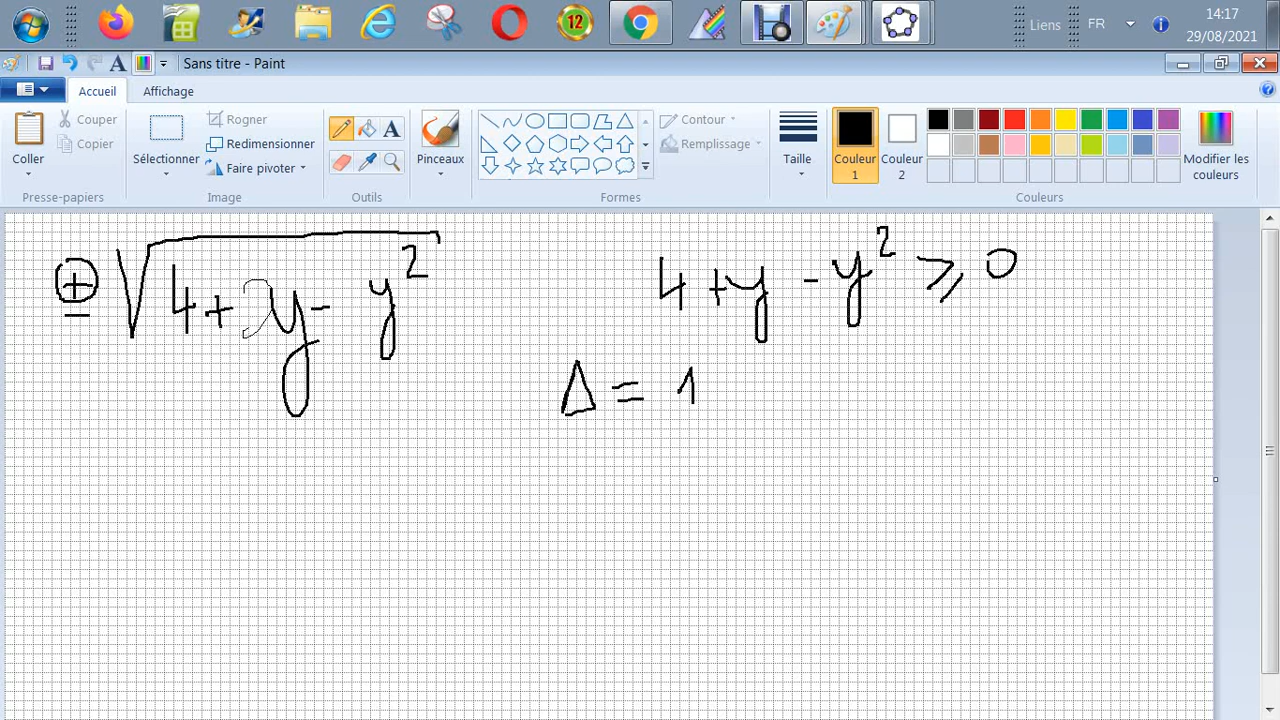 14:17
Liens
FR
29/08/2021
12
Sans titre - Paint
Accueil
Affichage
Coller
Couper
Copier
Presse-papiers
Sélectionner
Rogner
Redimensionner
Faire pivoter
Image
A
Outils
Pinceaux
Contour
Remplissage
Formes
Taille
Couleur 1
Couleur 2
Modifier les couleurs
Couleurs
± √(4+2y-y²)
4+y-y² ⩾ 0
Δ = 1